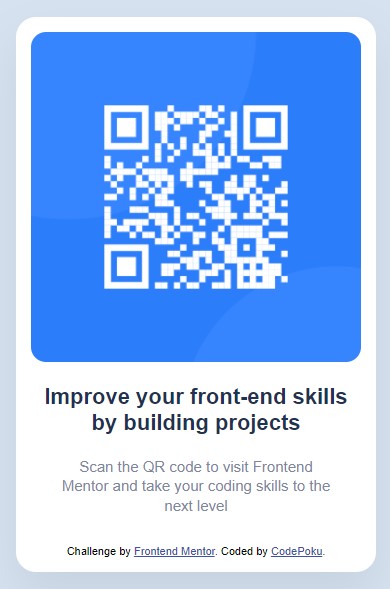 Improve your front-end skills
by building projects
Scan the QR code to visit Frontend
Mentor and take your coding skills to the
next level
Challenge by Frontend Mentor. Coded by CodePoku.